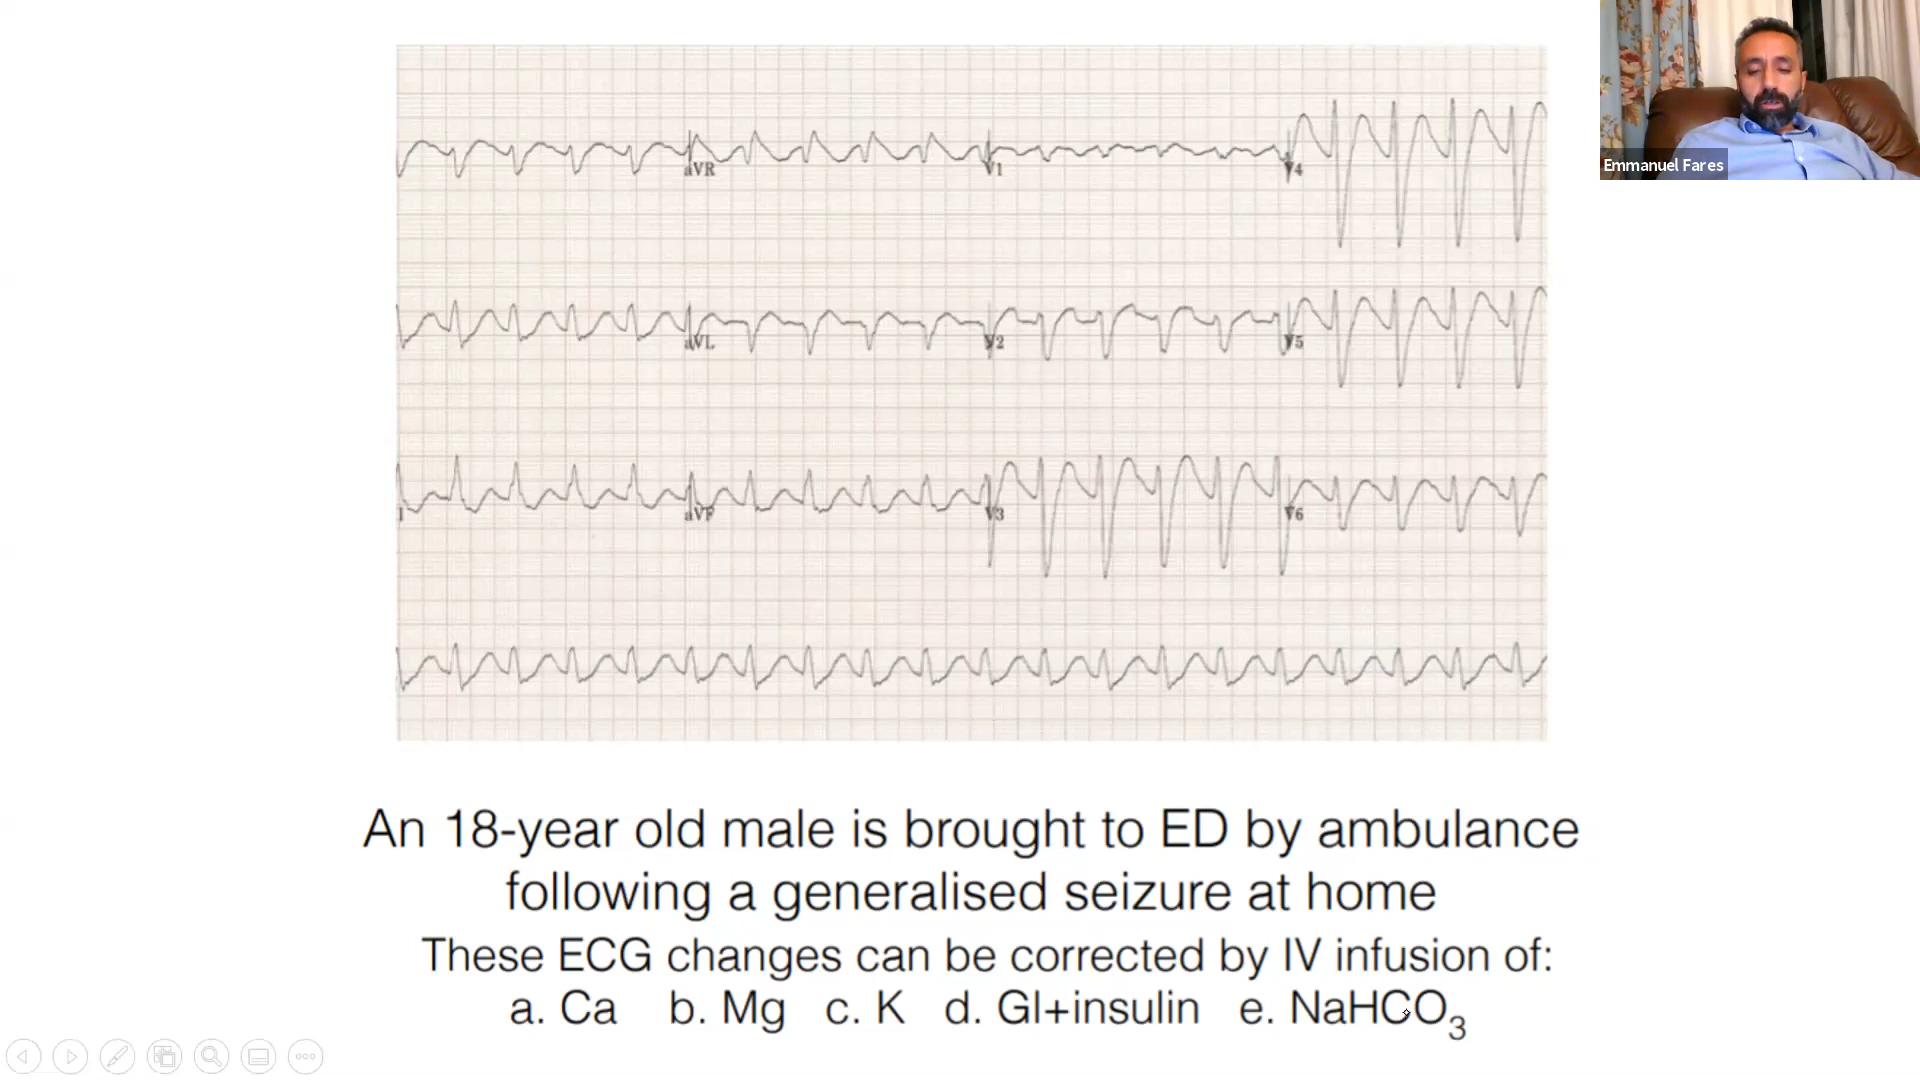 aVR
V1
V4
Emmanuel Fares
aVL
V2
V5
aVF
V3
V6
An 18-year old male is brought to ED by ambulance
following a generalised seizure at home
These ECG changes can be corrected by IV infusion of:
a. Ca b. Mg c. K d. Gl+insulin e. NaHCO₃